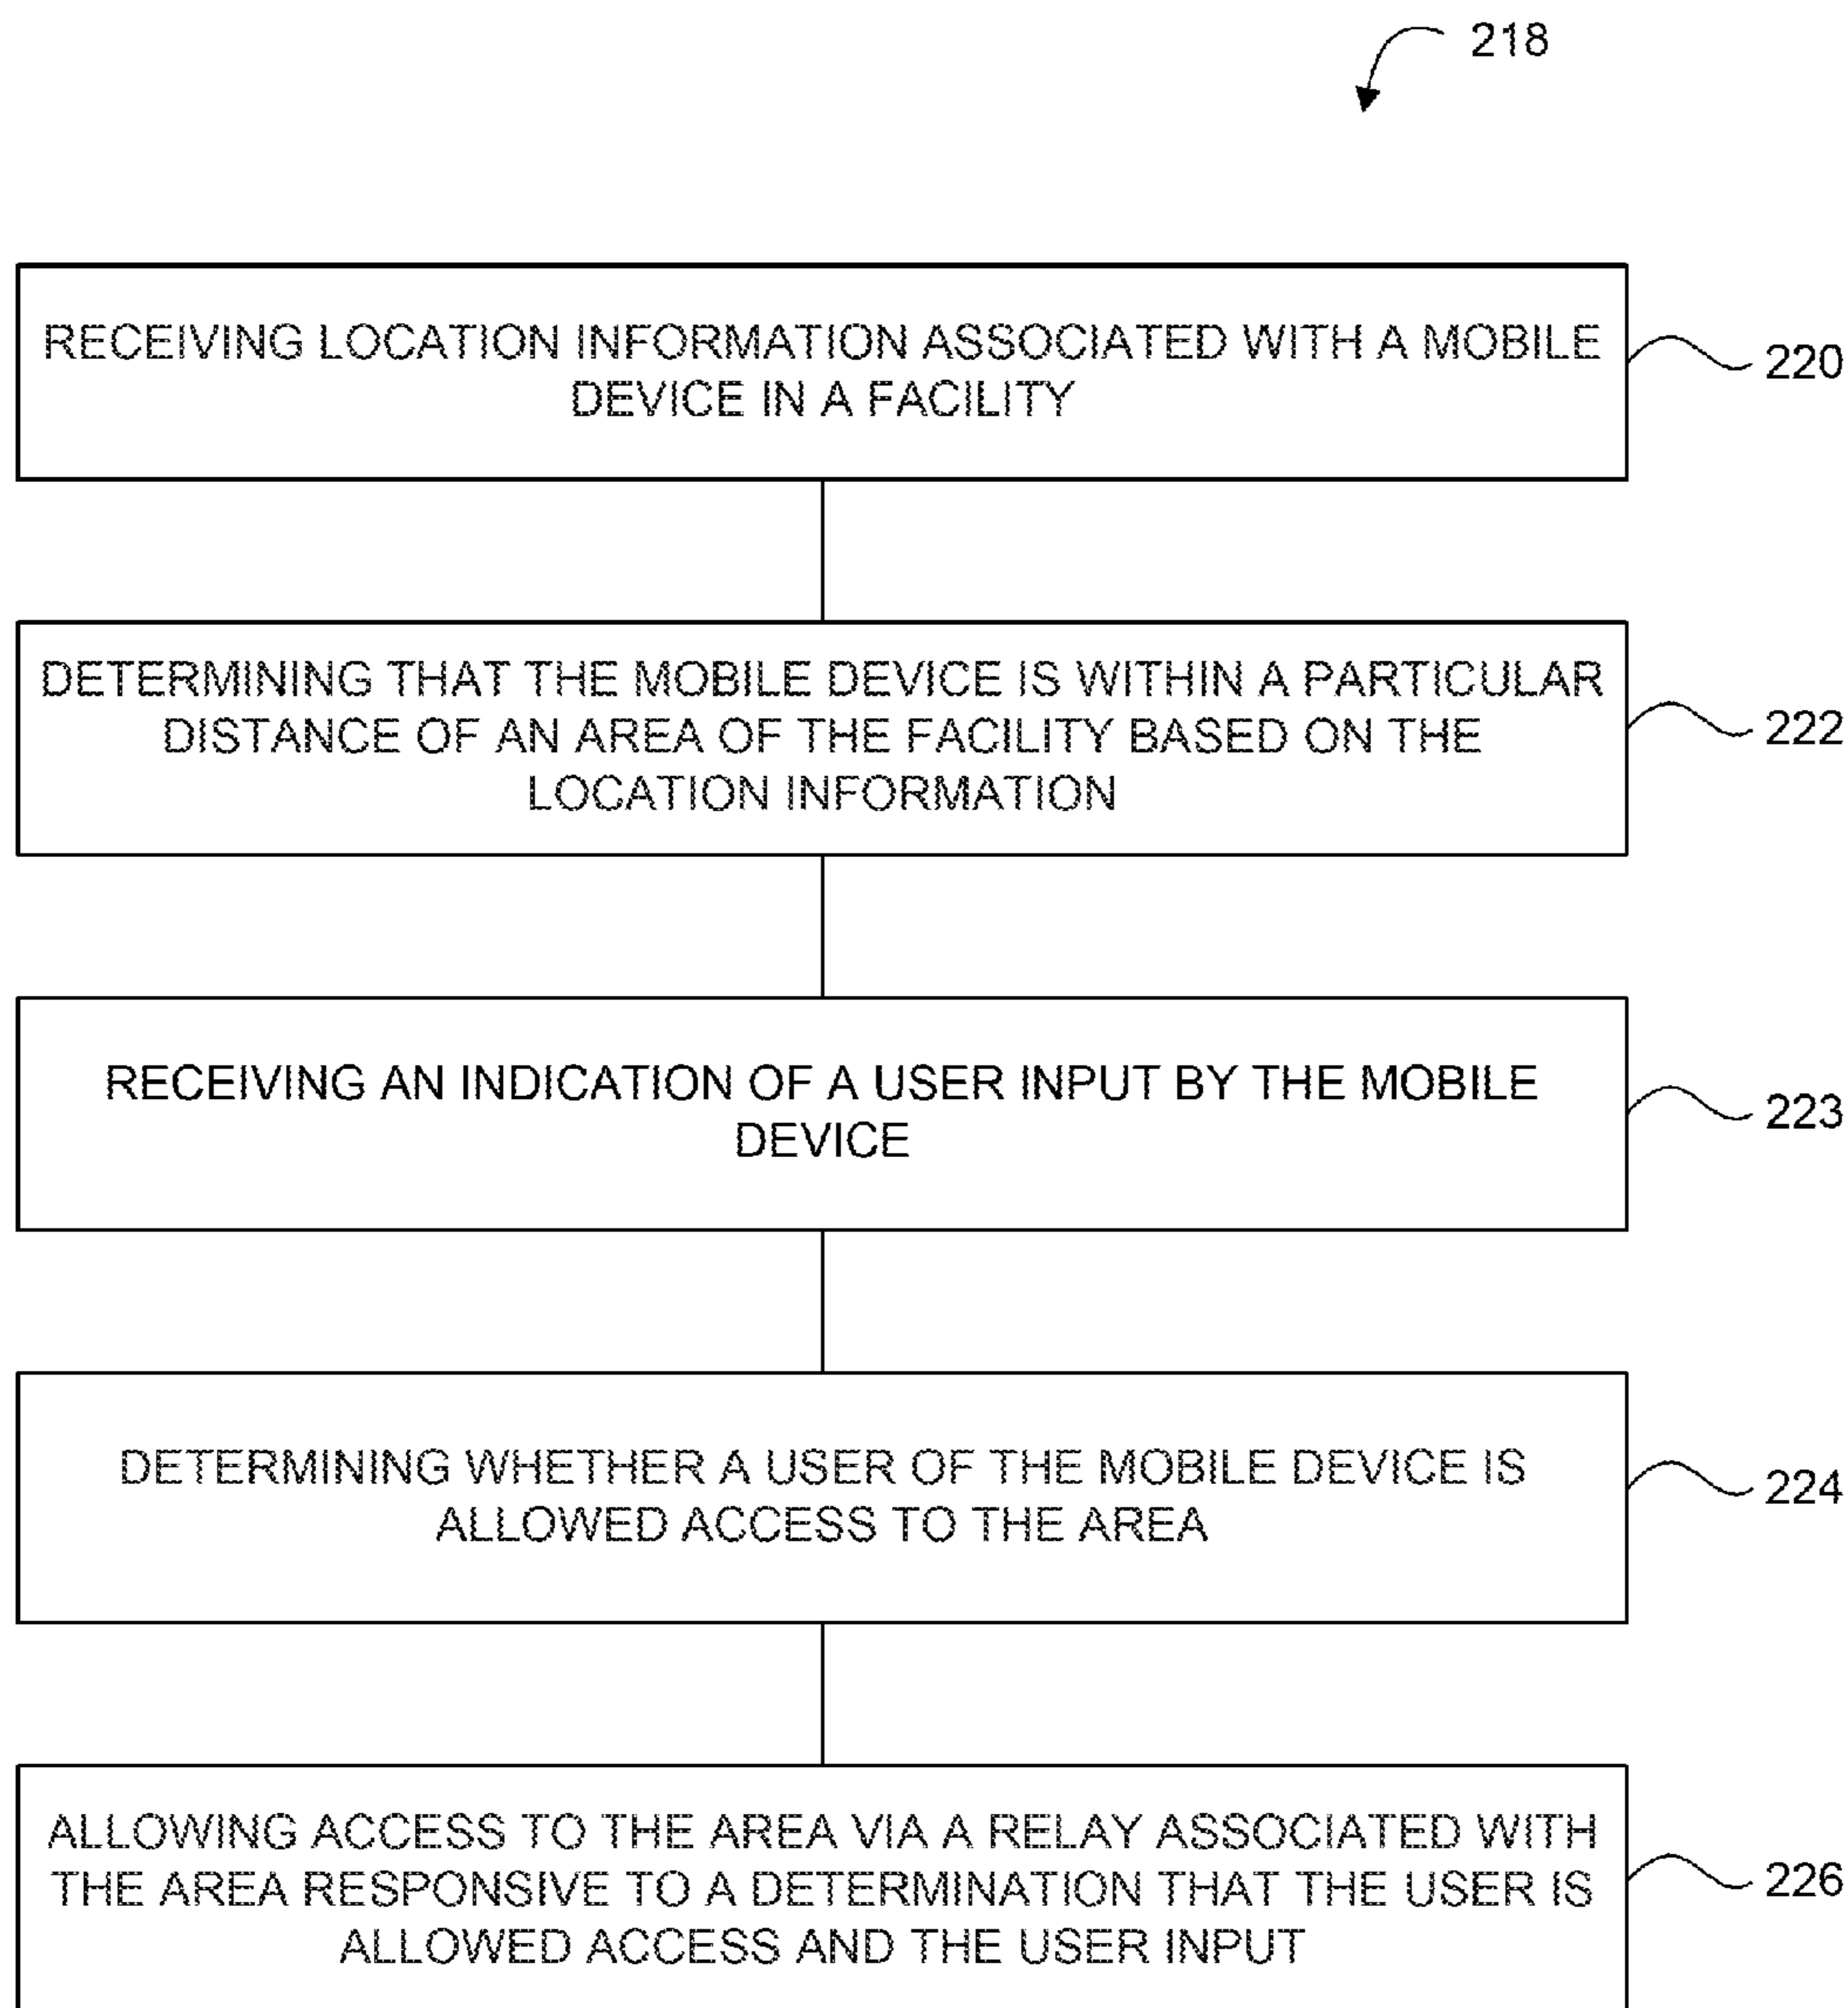 218
RECEIVING LOCATION INFORMATION ASSOCIATED WITH A MOBILE
DEVICE IN A FACILITY
220
DETERMINING THAT THE MOBILE DEVICE IS WITHIN A PARTICULAR
DISTANCE OF AN AREA OF THE FACILITY BASED ON THE
LOCATION INFORMATION
222
RECEIVING AN INDICATION OF A USER INPUT BY THE MOBILE
DEVICE
223
DETERMINING WHETHER A USER OF THE MOBILE DEVICE IS
ALLOWED ACCESS TO THE AREA
224
ALLOWING ACCESS TO THE AREA VIA A RELAY ASSOCIATED WITH
THE AREA RESPONSIVE TO A DETERMINATION THAT THE USER IS
ALLOWED ACCESS AND THE USER INPUT
226